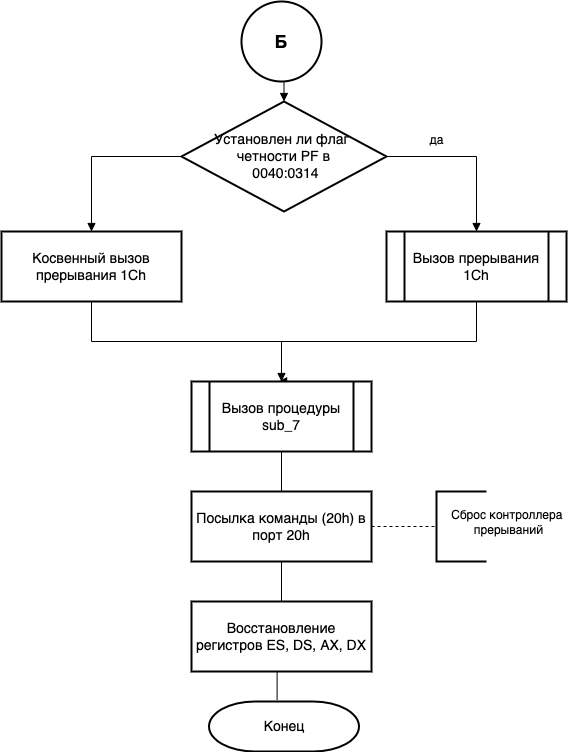 Б
Установлен ли флаг
четности PF в
0040:0314
да
Косвенный вызов
прерывания 1Ch
Вызов прерывания
1Ch
Вызов процедуры
sub_7
Посылка команды (20h) в
порт 20h
Сброс контроллера
прерываний
Восстановление
регистров ES, DS, AX, DX
Конец